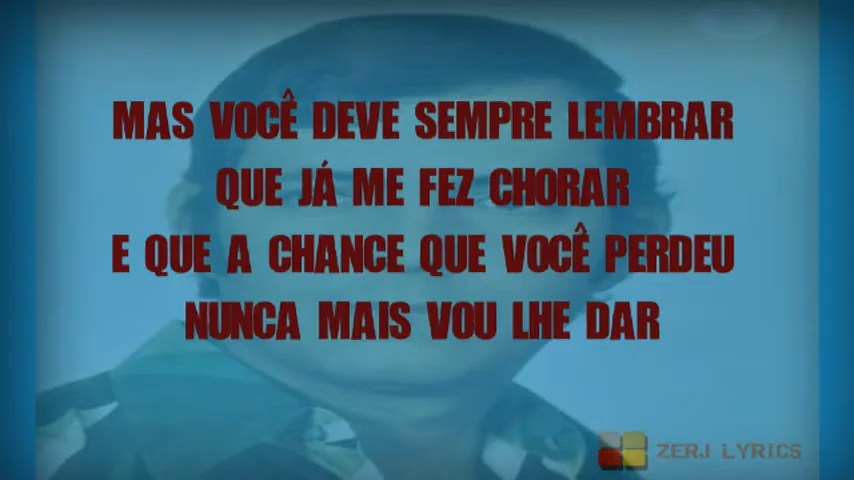 MAS VOCÊ DEVE SEMPRE LEMBRAR
QUE JÁ ME FEZ CHORAR
E QUE A CHANCE QUE VOCÊ PERDEU
NUNCA MAIS VOU LHE DAR
ZERJ LYRICS